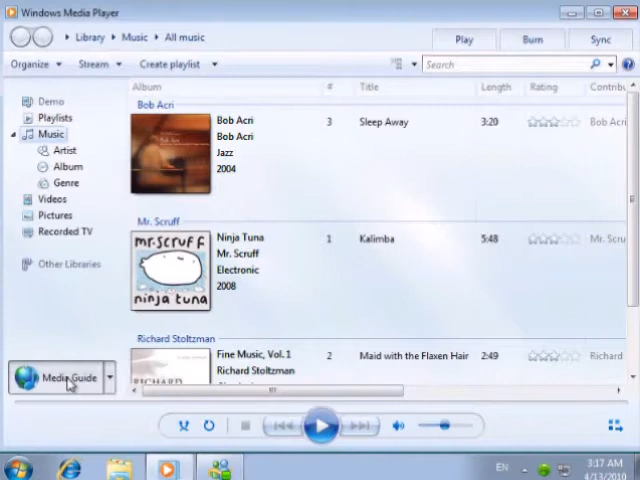 Windows Media Player
Library Music All music
Play Burn Sync
Organize Stream Create playlist Search
Album # Title Length Rating Contribu
Demo
Playlists
Music
Artist
Album
Genre
Videos
Pictures
Recorded TV
Other Libraries
Media Guide
Bob Acri
Bob Acri 3 Sleep Away 3:20 Bob Acri
Bob Acri
Jazz
2004
Mr. Scruff
mr.scruff
ninja tuna
Ninja Tuna 1 Kalimba 5:48 Mr. Scru
Mr. Scruff
Electronic
2008
Richard Stoltzman
RICHARD
Fine Music, Vol. 1 2 Maid with the Flaxen Hair 2:49 Richard
Richard Stoltzman
EN 3:17 AM
4/13/2010